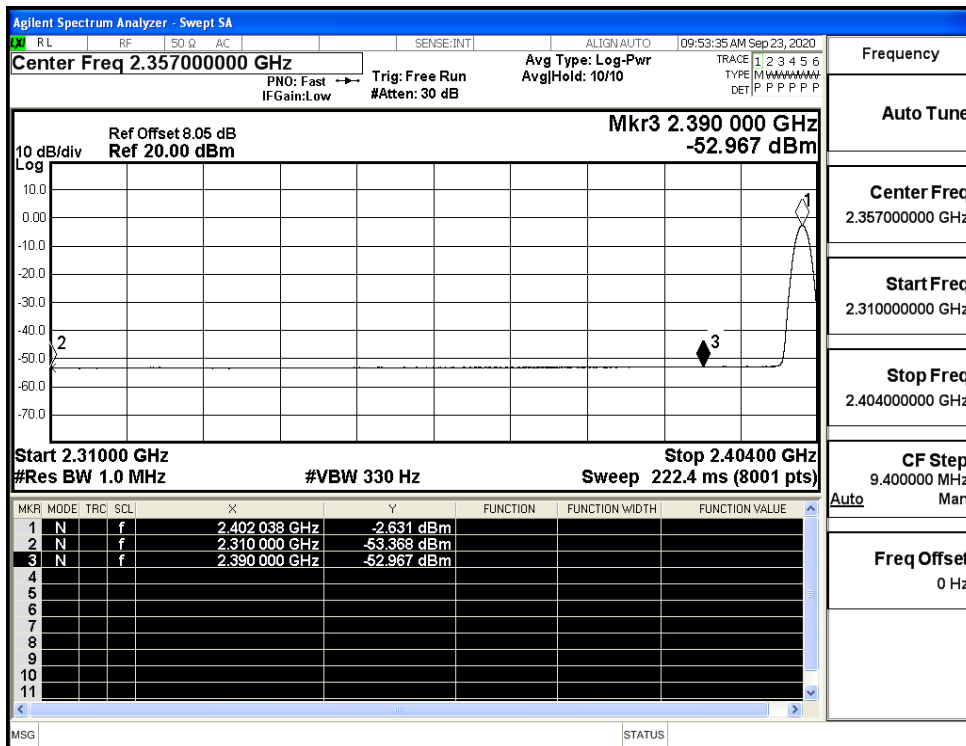 Agilent Spectrum Analyzer - Swept SA
LXI RL RF 50 Ω AC SENSE:INT ALIGN AUTO 09:53:35 AM Sep 23, 2020
Center Freq 2.357000000 GHz
PNO: Fast
IFGain:Low
Trig: Free Run
#Atten: 30 dB
Avg Type: Log-Pwr
Avg|Hold: 10/10
TRACE 1 2 3 4 5 6
TYPE M WWWWW
DET P P P P P P
Frequency
Auto Tune
Center Freq
2.357000000 GHz
Start Freq
2.310000000 GHz
Stop Freq
2.404000000 GHz
CF Step
9.400000 MHz
Auto Man
Freq Offset
0 Hz
Mkr3 2.390 000 GHz
-52.967 dBm
Ref Offset 8.05 dB
10 dB/div Ref 20.00 dBm
Log
10.0
0.00
-10.0
-20.0
-30.0
-40.0
-50.0
-60.0
-70.0
1
2
3
Start 2.31000 GHz Stop 2.40400 GHz
#Res BW 1.0 MHz #VBW 330 Hz Sweep 222.4 ms (8001 pts)
MKR MODE TRC SCL X Y FUNCTION FUNCTION WIDTH FUNCTION VALUE
1 N f 2.402 038 GHz -2.631 dBm
2 N f 2.310 000 GHz -53.368 dBm
3 N f 2.390 000 GHz -52.967 dBm
4
5
6
7
8
9
10
11
MSG STATUS